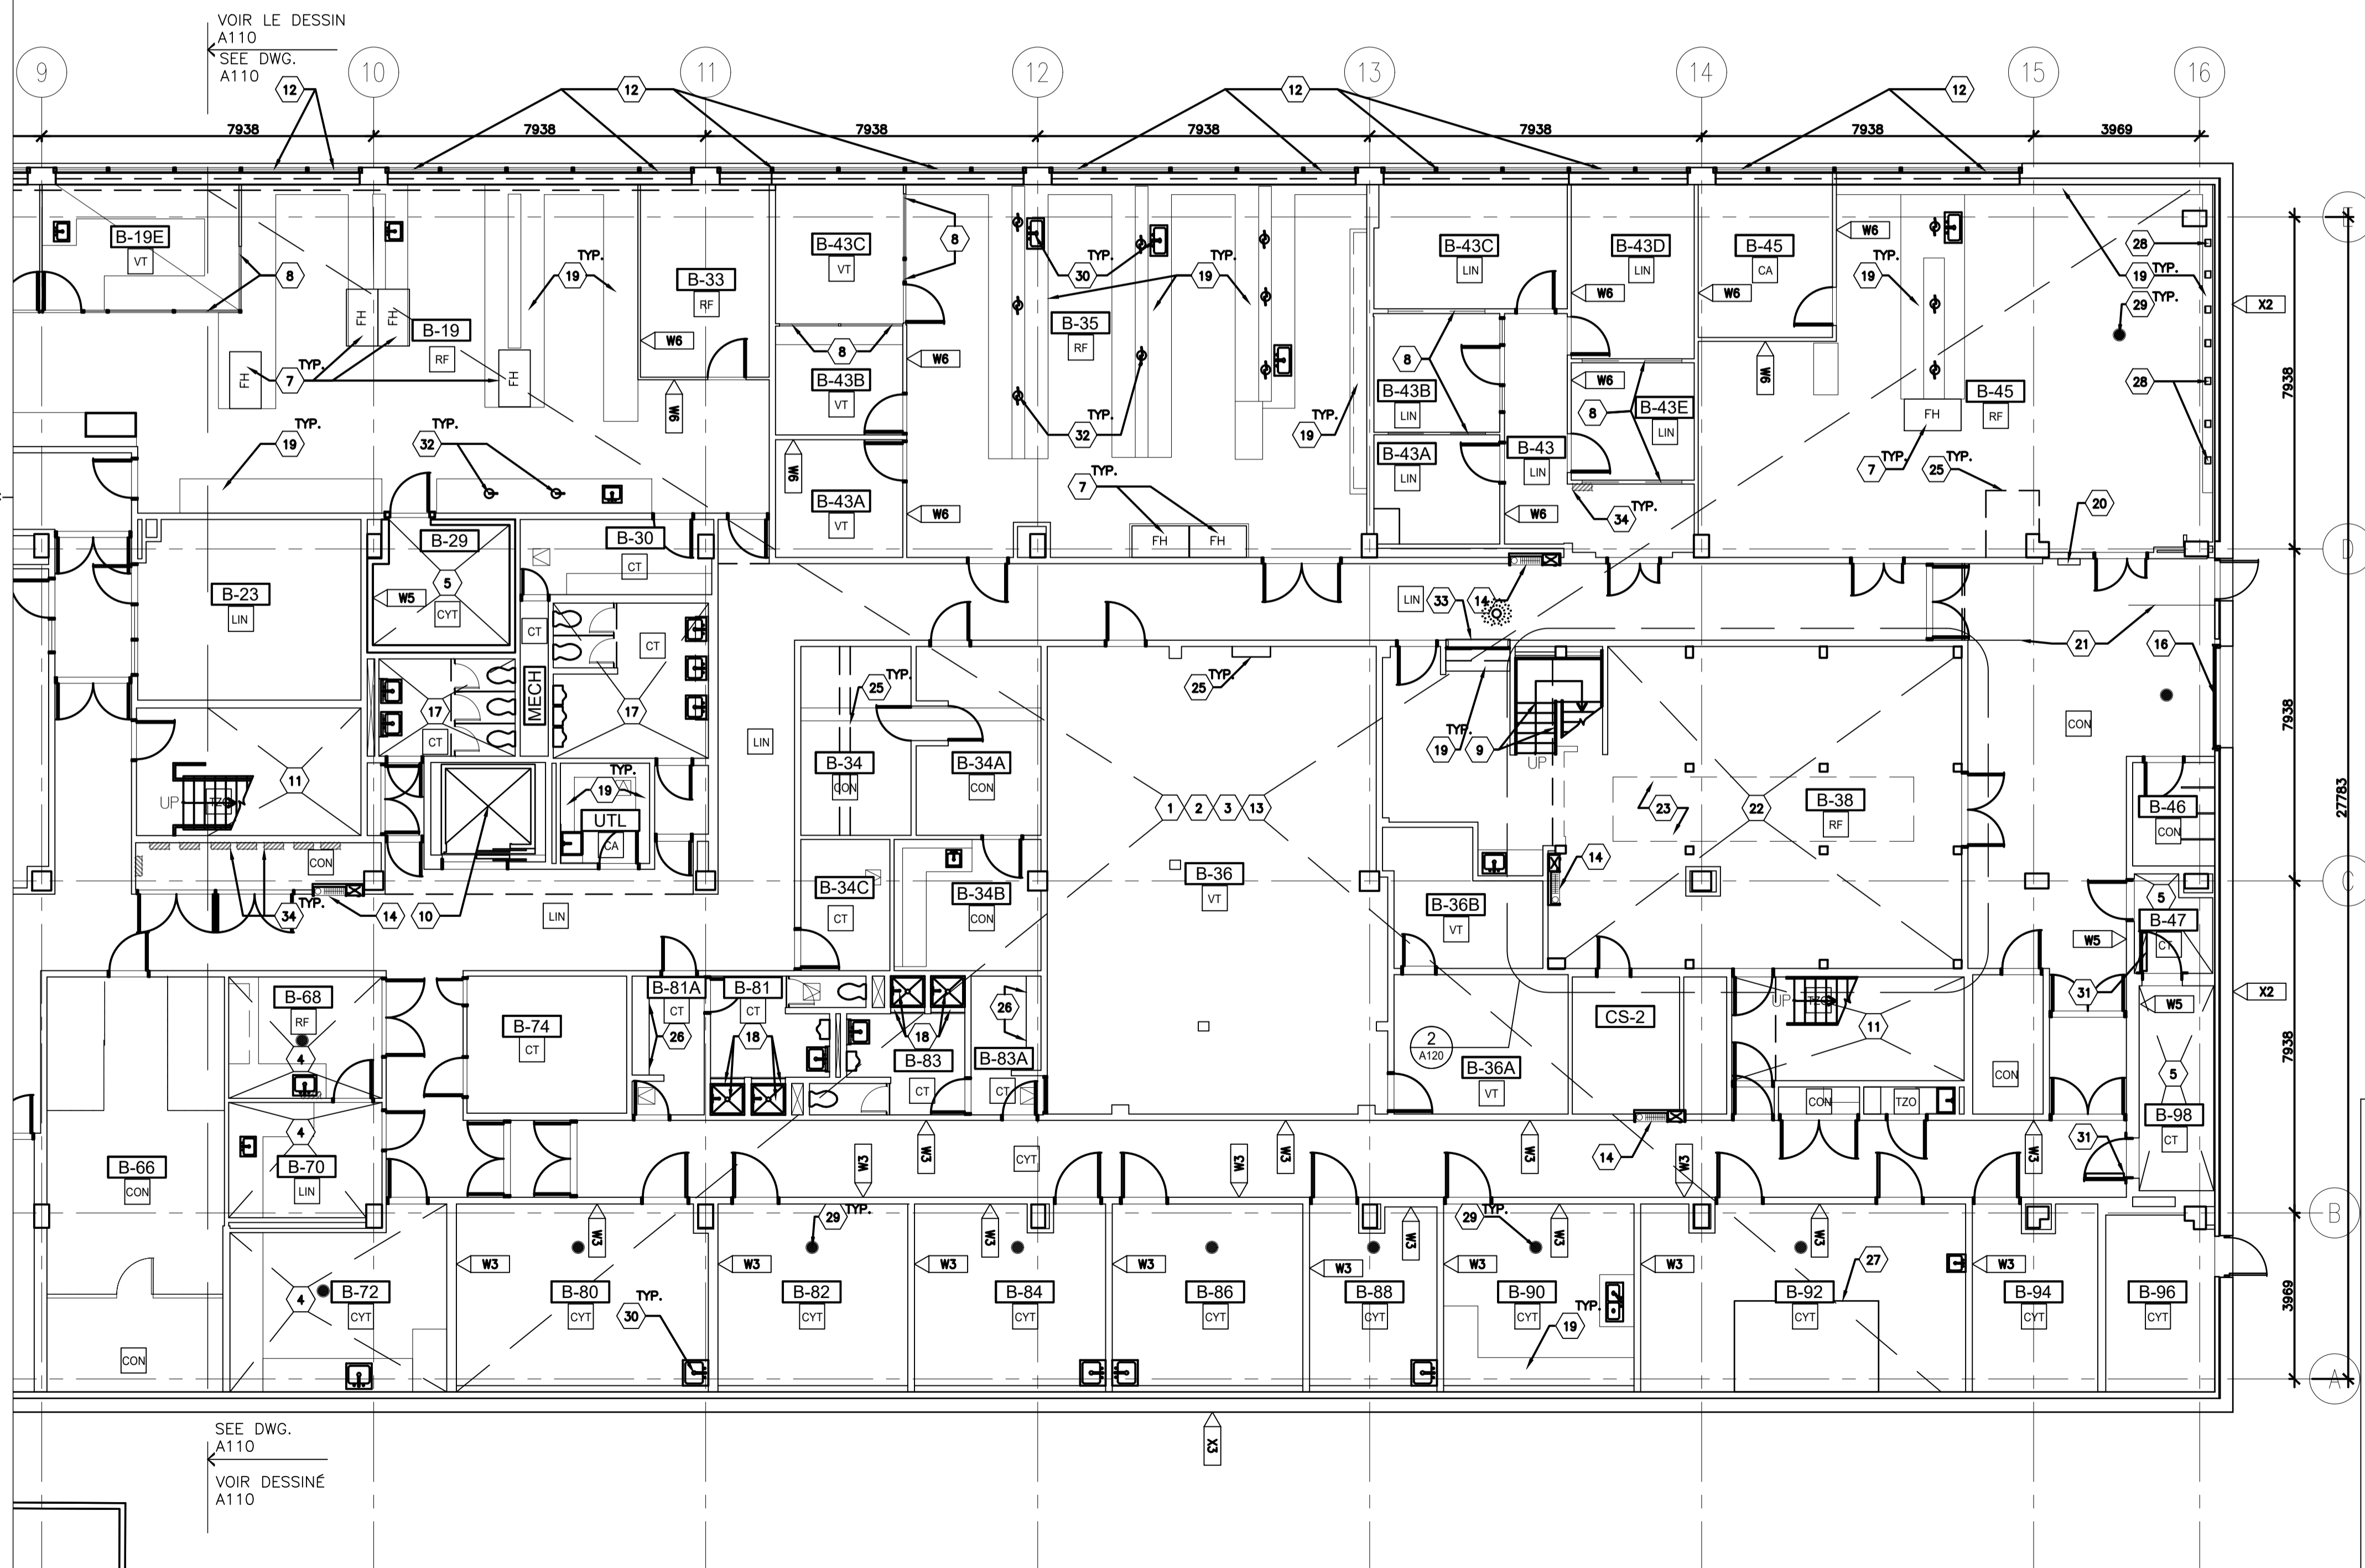 VOIR LE DESSIN
A110
SEE DWG.
A110
9
10
11
12
13
14
15
16
12
12
12
12
7938
7938
7938
7938
7938
7938
3969
B-19E
VT
8
TYP.
19
B-33
RF
FH
FH
B-19
RF
FH
FH
TYP.
7
W6
W6
TYP.
19
TYP.
32
B-43C
VT
8
8
B-43B
VT
W6
W6
B-43A
VT
W6
TYP.
30
TYP.
19
B-35
RF
TYP.
32
TYP.
19
TYP.
7
FH
FH
B-43C
LIN
B-43D
LIN
W6
8
B-43B
LIN
W6
8
B-43E
LIN
B-43A
LIN
B-43
LIN
W6
TYP.
34
B-45
CA
W6
W6
W6
TYP.
19
B-45
RF
FH
TYP.
7
TYP.
25
28
TYP.
19
TYP.
29
28
20
X2
E
7938
D
B-23
LIN
B-29
5
W5
CYT
B-30
CT
CT
CT
MECH
17
CT
17
UP
TZO
11
TYP.
19
UTL
CA
CON
TYP.
34
14
10
LIN
LIN
LIN
33
14
21
16
TYP.
25
B-34
CON
B-34A
CON
B-34C
CT
B-34B
CON
TYP.
25
1
2
3
13
B-36
VT
TYP.
19
9
UP
14
23
22
B-38
RF
CON
B-46
CON
7938
27783
C
B-36B
VT
5
B-47
CT
W5
31
W5
X2
B-68
RF
4
B-74
CT
B-81A
CT
26
B-81
CT
18
18
B-83
CT
26
B-83A
CT
2
A120
B-36A
VT
CS-2
UP
TZO
11
CON
CON
TZO
5
B-98
CT
31
7938
B-66
CON
CON
4
B-70
LIN
W3
W3
CYT
W3
W3
W3
14
W3
W3
B
4
B-72
CYT
W3
W3
B-80
CYT
TYP.
30
W3
TYP.
29
B-82
CYT
W3
W3
B-84
CYT
W3
B-86
CYT
W3
W3
B-88
CYT
W3
TYP.
29
W3
B-90
CYT
TYP.
19
W3
W3
B-92
CYT
27
W3
B-94
CYT
B-96
CYT
3969
A
X3
SEE DWG.
A110
VOIR DESSINÉ
A110